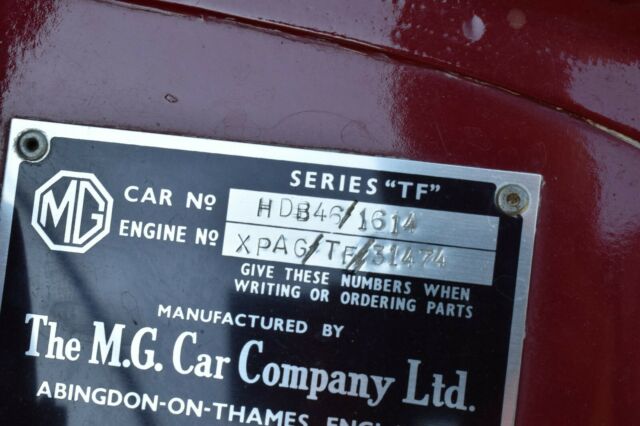 SERIES "TF"
MG
CAR Nº HDB46/1614
ENGINE Nº XPAG/TF/31474
GIVE THESE NUMBERS WHEN
WRITING OR ORDERING PARTS
MANUFACTURED BY
The M.G. Car Company Ltd.
ABINGDON-ON-THAMES